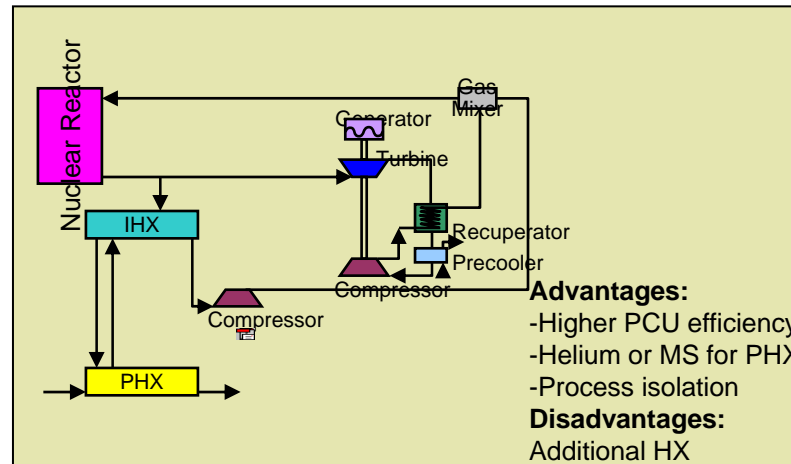 Nuclear Reactor
Gas
Mixer
Generator
Turbine
IHX
Recuperator
Precooler
Compressor
Compressor
PHX
Advantages:
-Higher PCU efficiency
-Helium or MS for PHX
-Process isolation
Disadvantages:
Additional HX